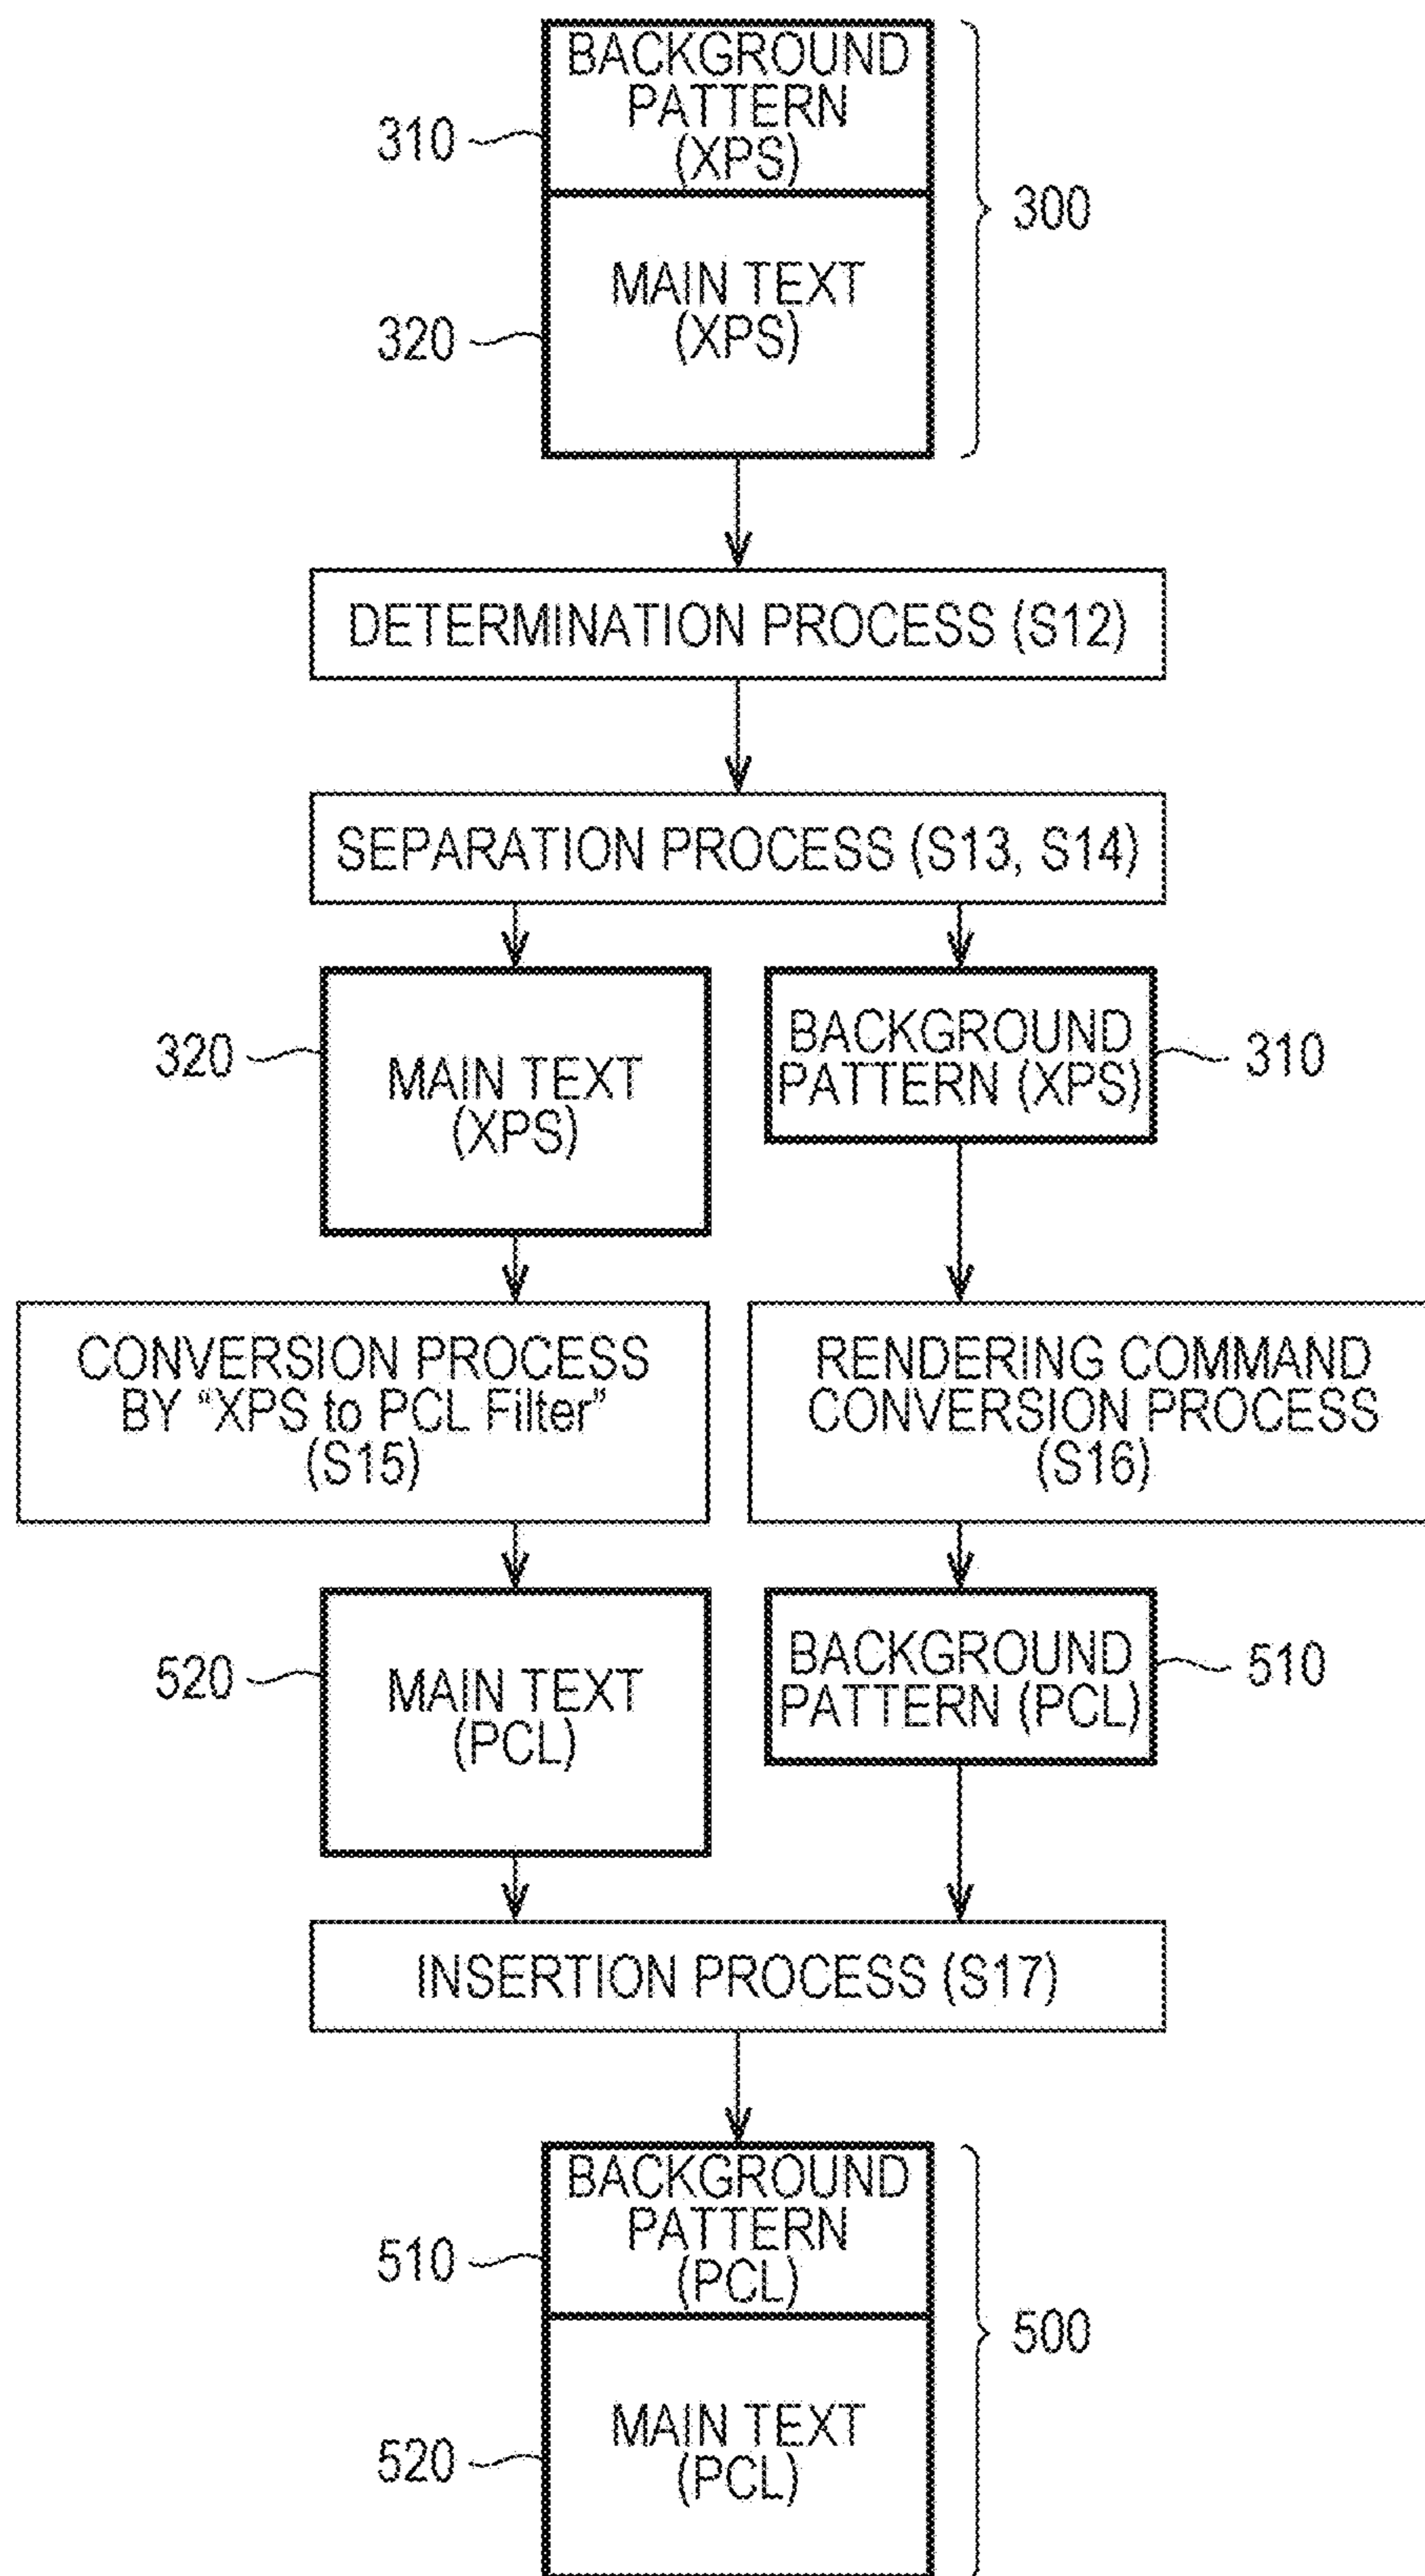 BACKGROUND
PATTERN
(XPS)
310
300
MAIN TEXT
(XPS)
320
DETERMINATION PROCESS (S12)
SEPARATION PROCESS (S13, S14)
320
MAIN TEXT
(XPS)
BACKGROUND
PATTERN (XPS)
310
CONVERSION PROCESS
BY “XPS to PCL Filter”
(S15)
RENDERING COMMAND
CONVERSION PROCESS
(S16)
520
MAIN TEXT
(PCL)
BACKGROUND
PATTERN (PCL)
510
INSERTION PROCESS (S17)
BACKGROUND
PATTERN
(PCL)
510
500
MAIN TEXT
(PCL)
520